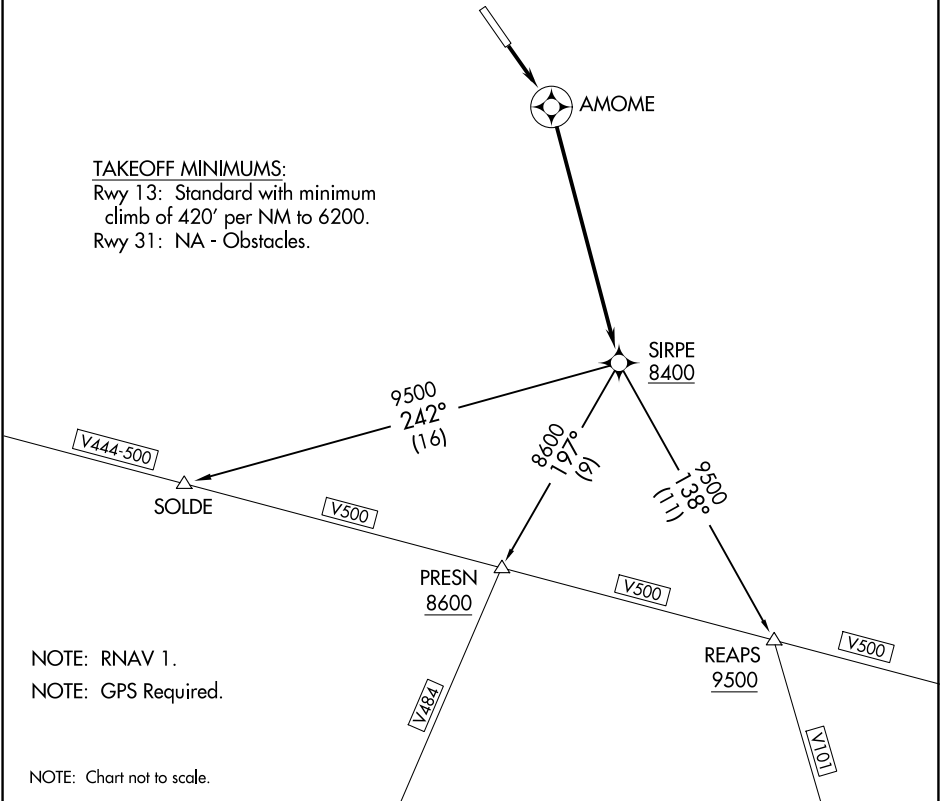 AMOME
TAKEOFF MINIMUMS:
Rwy 13: Standard with minimum
climb of 420' per NM to 6200.
Rwy 31: NA - Obstacles.
SIRPE
8400
9500
242°
(16)
8600
197°
(9)
9500
138°
(11)
V444-500
SOLDE
V500
PRESN
8600
V500
REAPS
9500
V500
V484
V101
NOTE: RNAV 1.
NOTE: GPS Required.
NOTE: Chart not to scale.